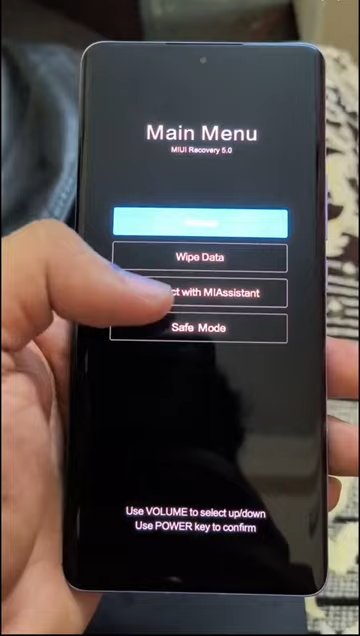 Main Menu
MIUI Recovery 5.0
Wipe Data
ct with MIAssistant
Safe Mode
Use VOLUME to select up/down
Use POWER key to confirm